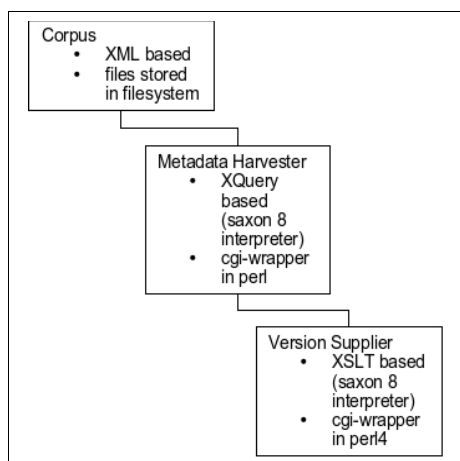 Corpus
• XML based
• files stored
in filesystem
Metadata Harvester
• XQuery
based
(saxon 8
interpreter)
• cgi-wrapper
in perl
Version Supplier
• XSLT based
(saxon 8
interpreter)
• cgi-wrapper
in perl4